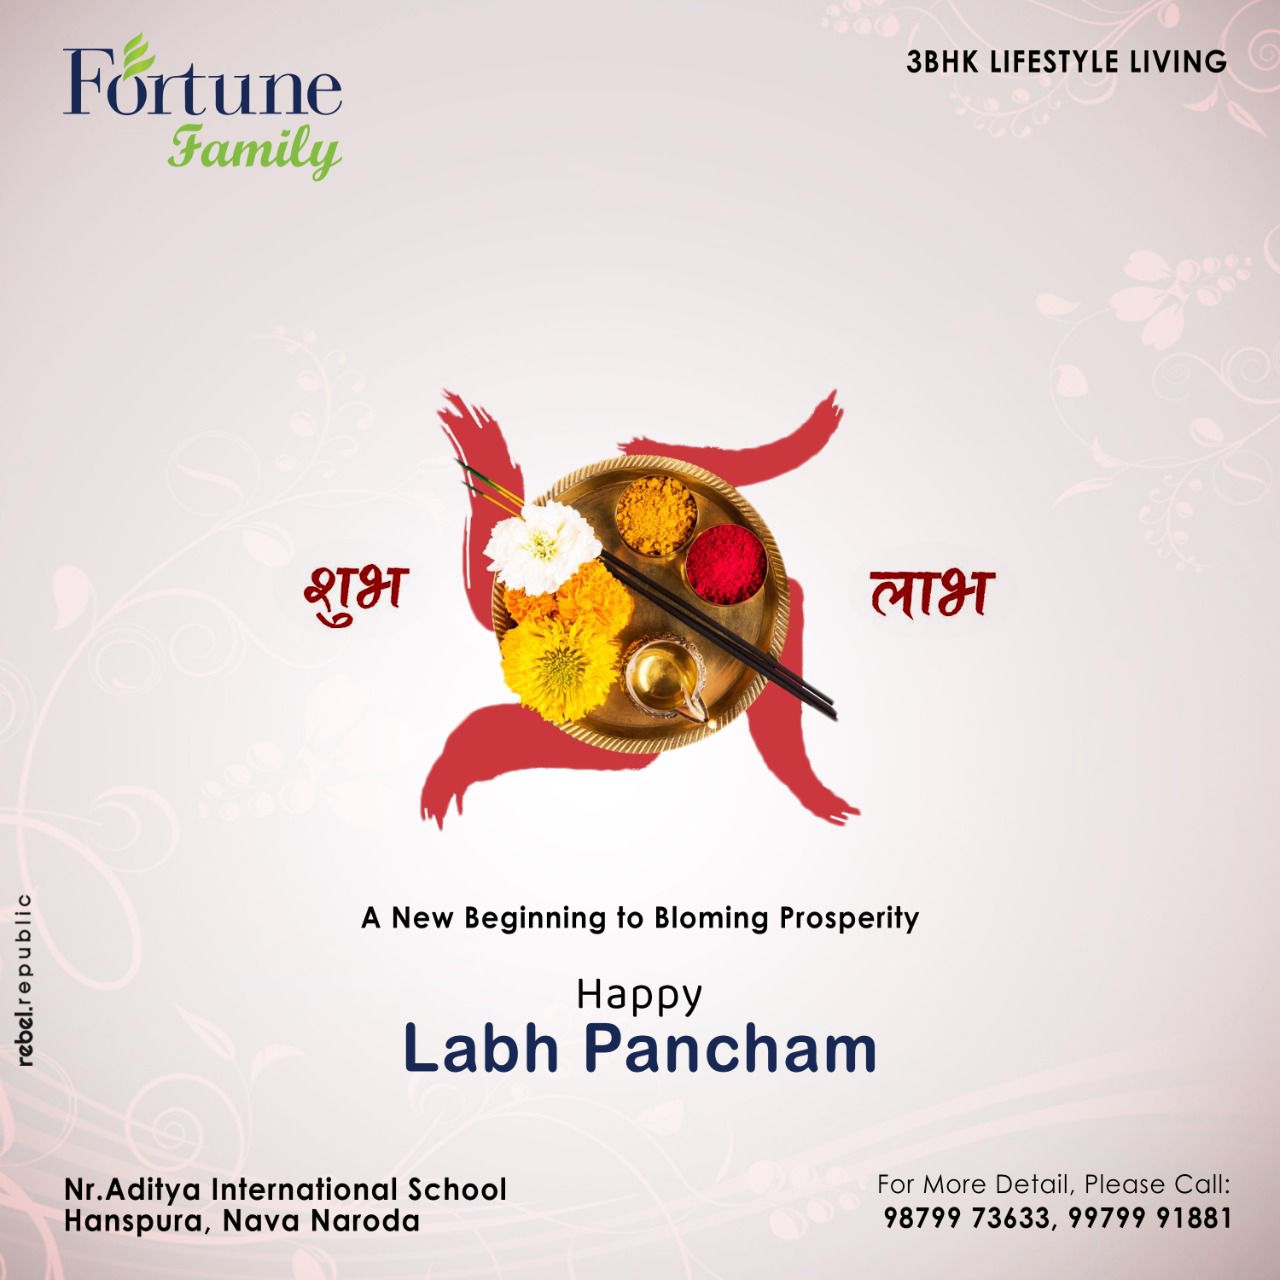 Fortune
Family
3BHK LIFESTYLE LIVING
शुभ
लाभ
A New Beginning to Bloming Prosperity
Happy
Labh Pancham
rebel.republic
Nr.Aditya International School
Hanspura, Nava Naroda
For More Detail, Please Call:
98799 73633, 99799 91881